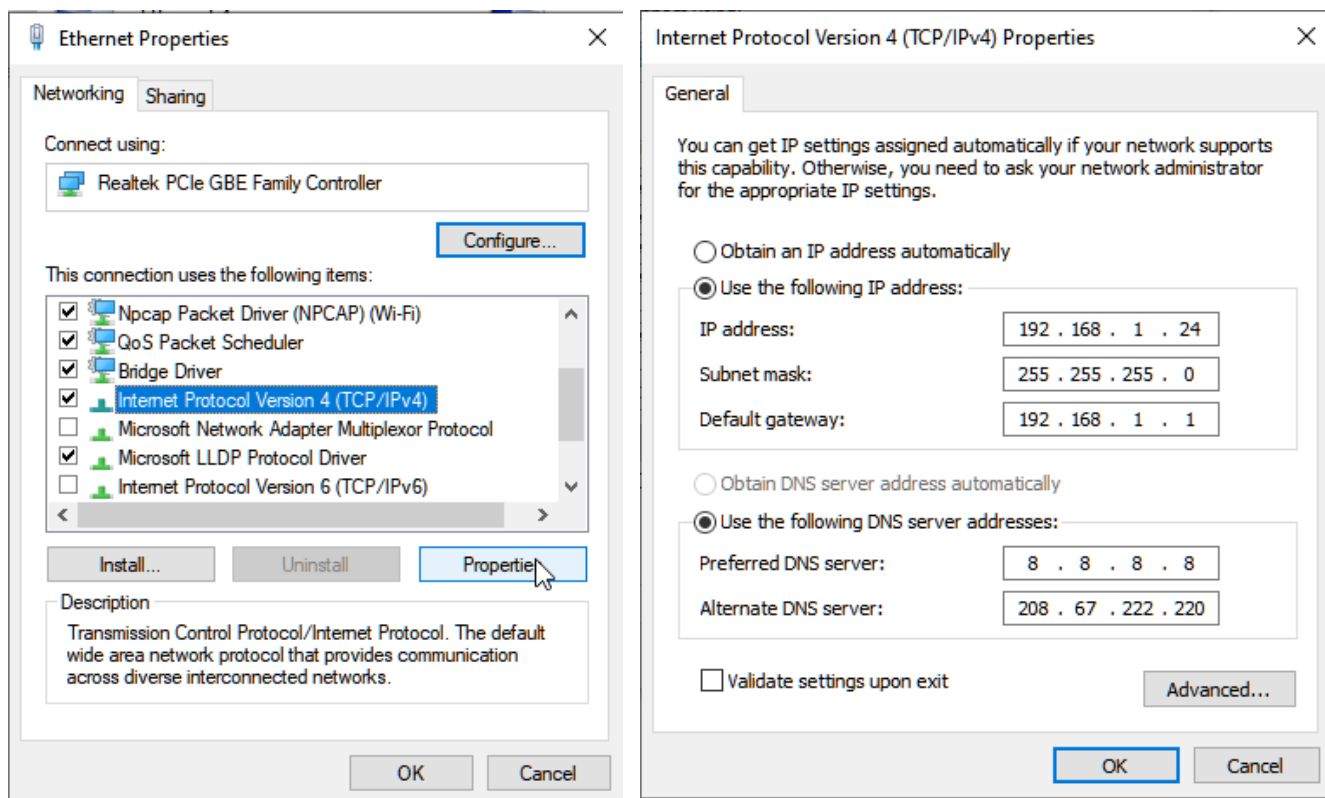 Ethernet Properties
Networking
Sharing
Connect using:
Realtek PCIe GBE Family Controller
Configure...
This connection uses the following items:
Npcap Packet Driver (NPCAP) (Wi-Fi)
QoS Packet Scheduler
Bridge Driver
Internet Protocol Version 4 (TCP/IPv4)
Microsoft Network Adapter Multiplexor Protocol
Microsoft LLDP Protocol Driver
Internet Protocol Version 6 (TCP/IPv6)
Install...
Uninstall
Description
Transmission Control Protocol/Internet Protocol. The default
wide area network protocol that provides communication
across diverse interconnected networks.
OK
Cancel
Internet Protocol Version 4 (TCP/IPv4) Properties
General
You can get IP settings assigned automatically if your network supports
this capability. Otherwise, you need to ask your network administrator
for the appropriate IP settings.
Obtain an IP address automatically
Use the following IP address:
IP address:
192 . 168 . 1 . 24
Subnet mask:
255 . 255 . 255 . 0
Default gateway:
192 . 168 . 1 . 1
Obtain DNS server address automatically
Use the following DNS server addresses:
Preferred DNS server:
8 . 8 . 8 . 8
Alternate DNS server:
208 . 67 . 222 . 220
Validate settings upon exit
Advanced...
OK
Cancel